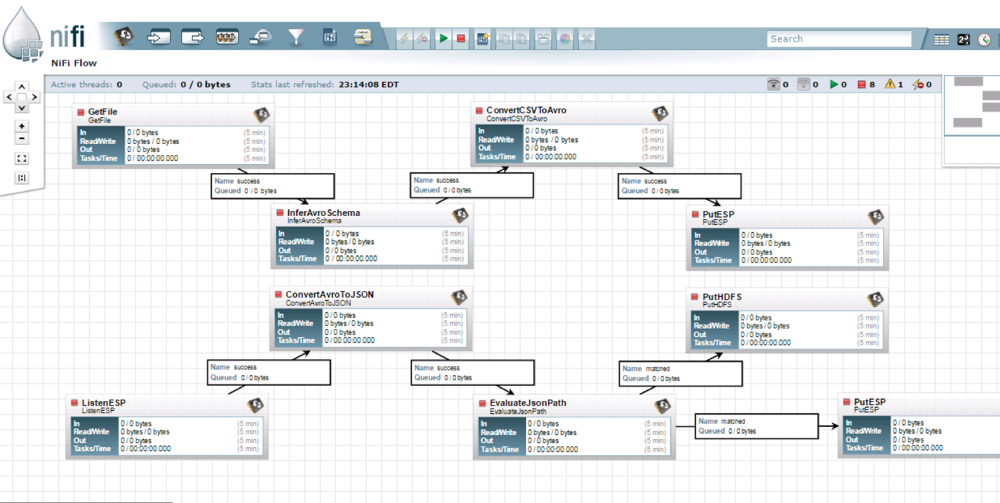 nifi
Search
NiFi Flow
Active threads: 0 Queued: 0 / 0 bytes Stats last refreshed: 23:14:08 EDT 0 0 0 8 1 0
GetFile
GetFile
In 0 / 0 bytes (5 min)
Read/Write 0 bytes / 0 bytes (5 min)
Out 0 / 0 bytes (5 min)
Tasks/Time 0 / 00:00:00.000 (5 min)
ConvertCSVToAvro
ConvertCSVToAvro
In 0 / 0 bytes (5 min)
Read/Write 0 bytes / 0 bytes (5 min)
Out 0 / 0 bytes (5 min)
Tasks/Time 0 / 00:00:00.000 (5 min)
Name success
Queued 0 / 0 bytes
Name success
Queued 0 / 0 bytes
Name success
Queued 0 / 0 bytes
InferAvroSchema
InferAvroSchema
In 0 / 0 bytes (5 min)
Read/Write 0 bytes / 0 bytes (5 min)
Out 0 / 0 bytes (5 min)
Tasks/Time 0 / 00:00:00.000 (5 min)
PutESP
PutESP
In 0 / 0 bytes (5 min)
Read/Write 0 bytes / 0 bytes (5 min)
Out 0 / 0 bytes (5 min)
Tasks/Time 0 / 00:00:00.000 (5 min)
ConvertAvroToJSON
ConvertAvroToJSON
In 0 / 0 bytes (5 min)
Read/Write 0 bytes / 0 bytes (5 min)
Out 0 / 0 bytes (5 min)
Tasks/Time 0 / 00:00:00.000 (5 min)
PutHDFS
PutHDFS
In 0 / 0 bytes (5 min)
Read/Write 0 bytes / 0 bytes (5 min)
Out 0 / 0 bytes (5 min)
Tasks/Time 0 / 00:00:00.000 (5 min)
Name success
Queued 0 / 0 bytes
Name success
Queued 0 / 0 bytes
Name matched
Queued 0 / 0 bytes
ListenESP
ListenESP
In 0 / 0 bytes (5 min)
Read/Write 0 bytes / 0 bytes (5 min)
Out 0 / 0 bytes (5 min)
Tasks/Time 0 / 00:00:00.000 (5 min)
EvaluateJsonPath
EvaluateJsonPath
In 0 / 0 bytes (5 min)
Read/Write 0 bytes / 0 bytes (5 min)
Out 0 / 0 bytes (5 min)
Tasks/Time 0 / 00:00:00.000 (5 min)
Name matched
Queued 0 / 0 bytes
PutESP
PutESP
In 0 / 0 bytes
Read/Write 0 bytes / 0 bytes
Out 0 / 0 bytes
Tasks/Time 0 / 00:00:00.000